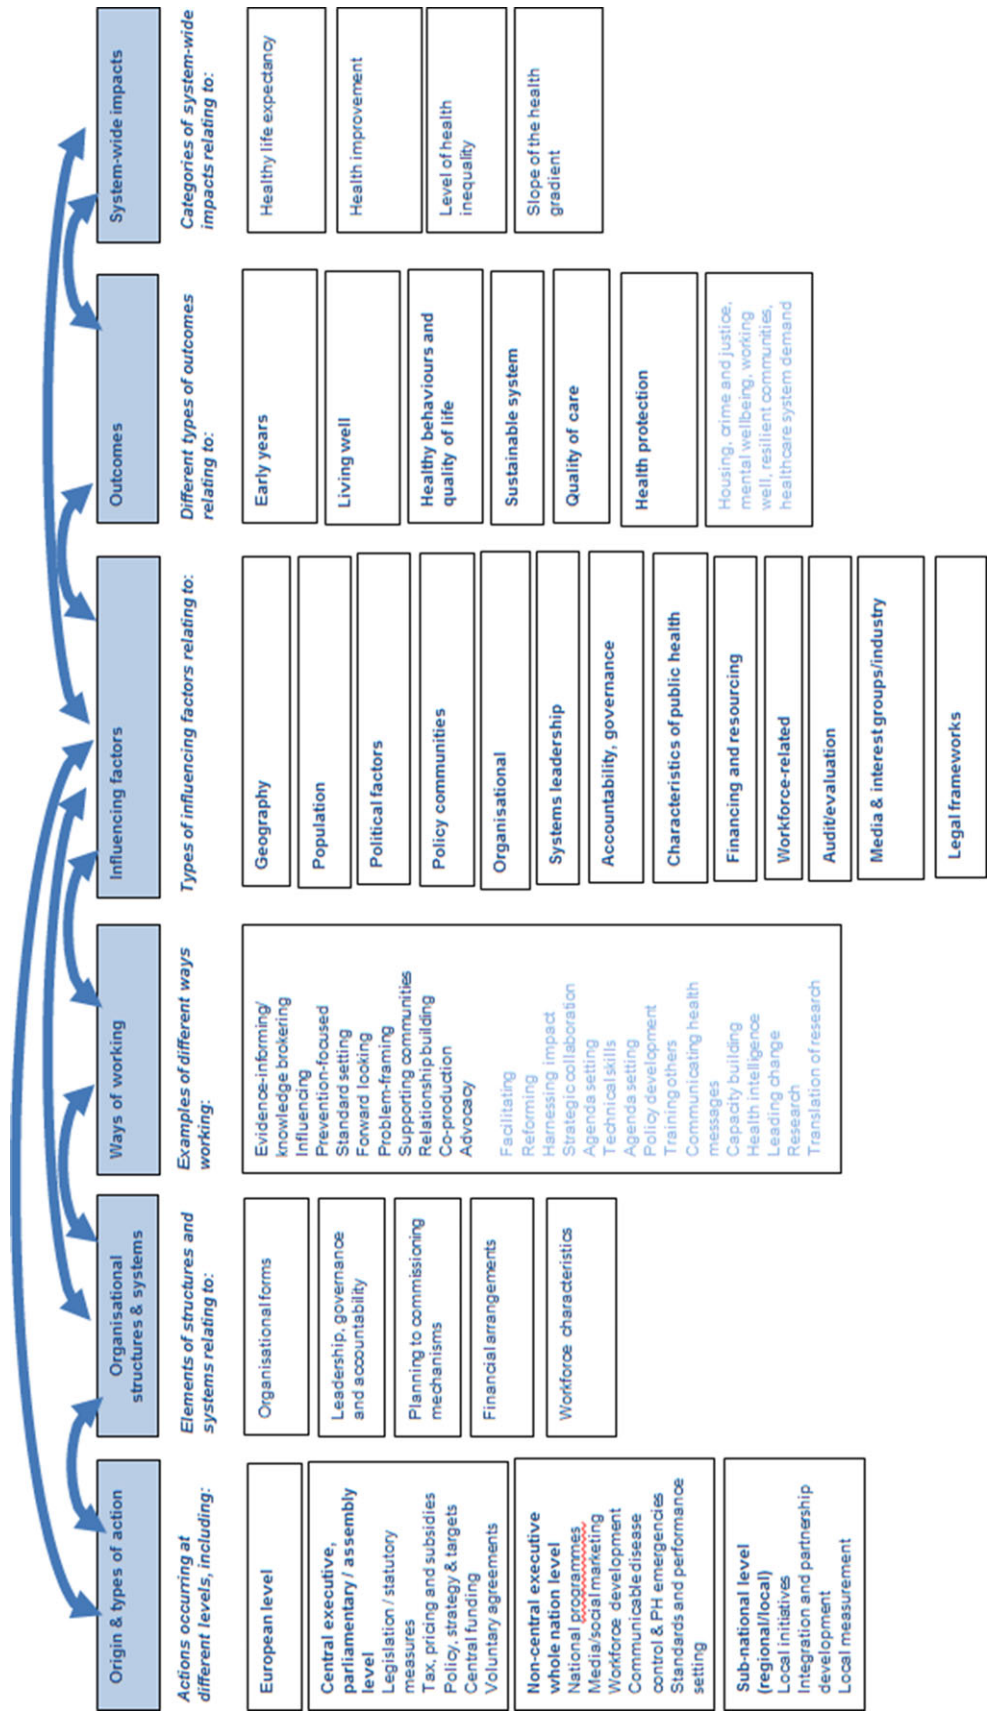 Origin & types of action
Actions occurring at
different levels, including:
European level
Central executive,
parliamentary / assembly
level
Legislation / statutory
measures
Tax, pricing and subsidies
Policy, strategy & targets
Central funding
Voluntary agreements
Non-central executive
whole nation level
National programmes,
Media/social marketing
Workforce development
Communicable disease
control & PH emergencies
Standards and performance
setting
Sub-national level
(regional/local)
Local initiatives
Integration and partnership
development
Local measurement
Organisational
structures & systems
Elements of structures and
systems relating to:
Organisational forms
Leadership, governance
and accountability
Planning to commissioning
mechanisms
Financial arrangements
Workforce characteristics
Ways of working
Examples of different ways
working:
Evidence-informing/
knowledge brokering
Influencing
Prevention-focused
Standard setting
Forward looking
Problem-framing
Supporting communities
Relationship building
Co-production
Advocacy
Facilitating
Reforming
Harnessing impact
Strategic collaboration
Agenda setting
Technical skills
Agenda setting
Policy development
Training others
Communicating health
messages
Capacity building
Health intelligence
Leading change
Research
Translation of research
Influencing factors
Types of influencing factors relating to:
Geography
Population
Political factors
Policy communities
Organisational
Systems leadership
Accountability, governance
Characteristics of public health
Financing and resourcing
Workforce-related
Audit/evaluation
Media & interest groups/industry
Legal frameworks
Outcomes
Different types of outcomes
relating to:
Early years
Living well
Healthy behaviours and
quality of life
Sustainable system
Quality of care
Health protection
Housing, crime and justice,
mental wellbeing, working
well, resilient communities,
healthcare system demand
System-wide impacts
Categories of system-wide
impacts relating to:
Healthy life expectancy
Health improvement
Level of health
inequality
Slope of the health
gradient